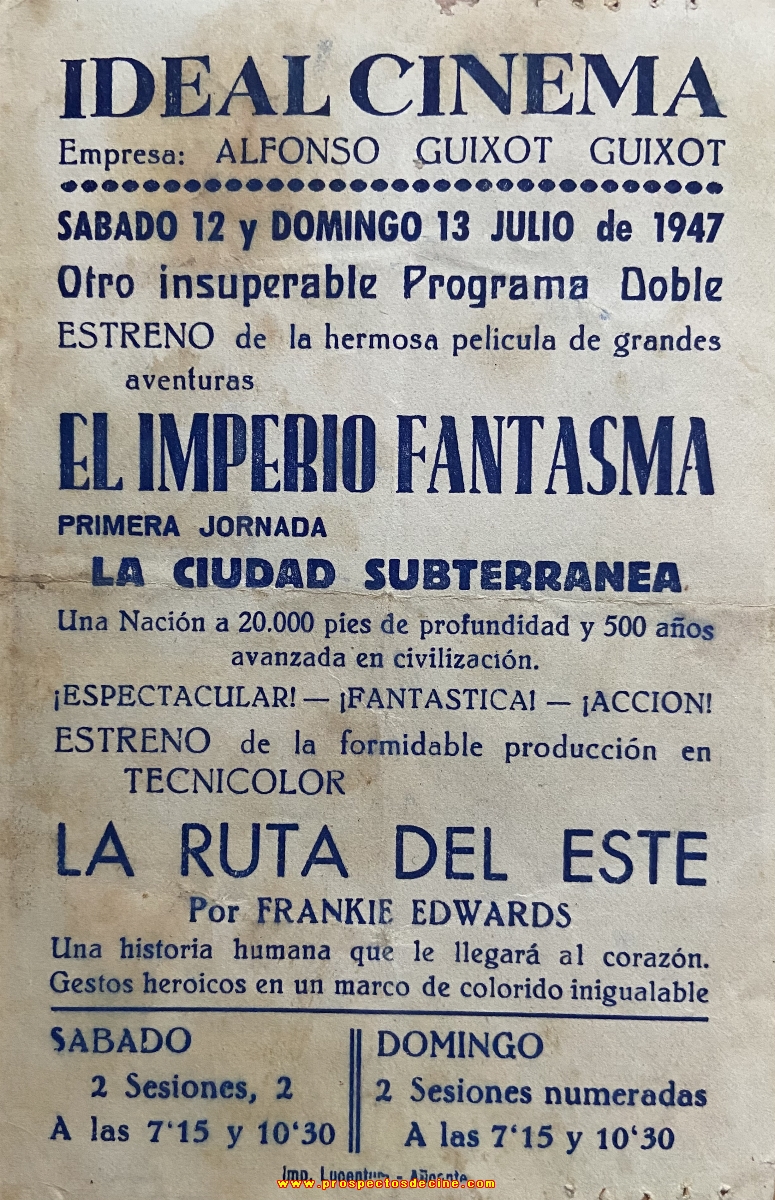 IDEAL CINEMA
Empresa: ALFONSO GUIXOT GUIXOT
SABADO 12 y DOMINGO 13 JULIO de 1947
Otro insuperable Programa Doble
ESTRENO de la hermosa pelicula de grandes
aventuras
EL IMPERIO FANTASMA
PRIMERA JORNADA
LA CIUDAD SUBTERRANEA
Una Nación a 20.000 pies de profundidad y 500 años
avanzada en civilización.
¡ESPECTACULAR! — ¡FANTASTICA! — ¡ACCION!
ESTRENO de la formidable producción en
TECNICOLOR
LA RUTA DEL ESTE
Por FRANKIE EDWARDS
Una historia humana que le llegará al corazón.
Gestos heroicos en un marco de colorido inigualable
SABADO
2 Sesiones, 2
A las 7‘15 y 10‘30
DOMINGO
2 Sesiones numeradas
A las 7‘15 y 10‘30
Imp. Lucentum - Alicante
www.prospectosdecine.com